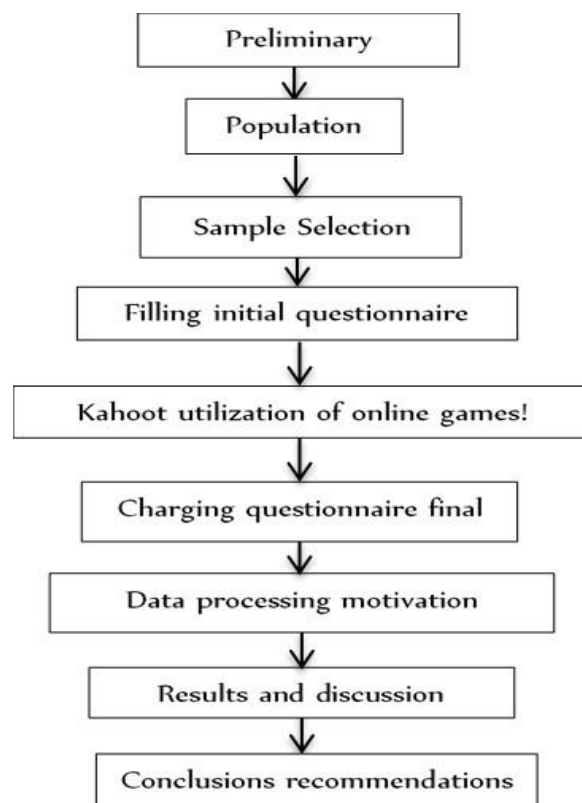 Preliminary
Population
Sample Selection
Filling initial questionnaire
Kahoot utilization of online games!
Charging questionnaire final
Data processing motivation
Results and discussion
Conclusions recommendations